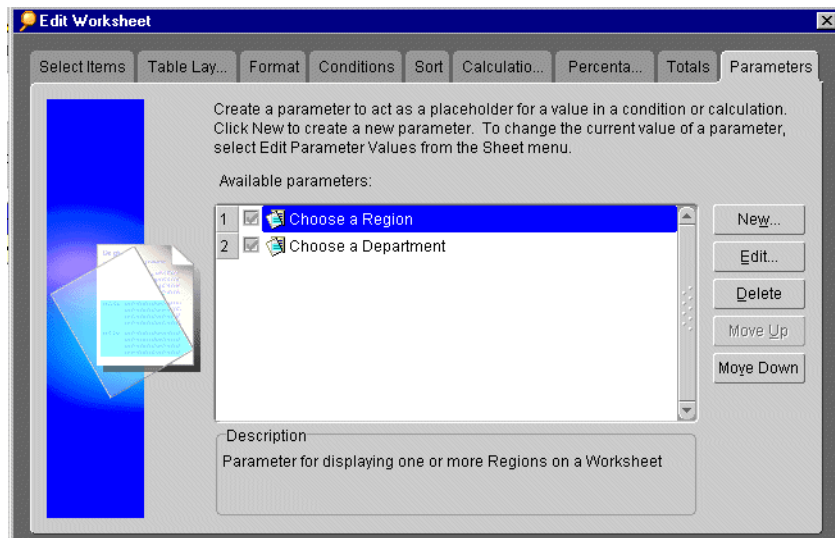 Edit Worksheet
Select Items Table Lay... Format Conditions Sort Calculatio... Percenta... Totals Parameters
Create a parameter to act as a placeholder for a value in a condition or calculation.
Click New to create a new parameter. To change the current value of a parameter,
select Edit Parameter Values from the Sheet menu.
Available parameters:
1 Choose a Region
2 Choose a Department
New...
Edit...
Delete
Move Up
Move Down
Description
Parameter for displaying one or more Regions on a Worksheet